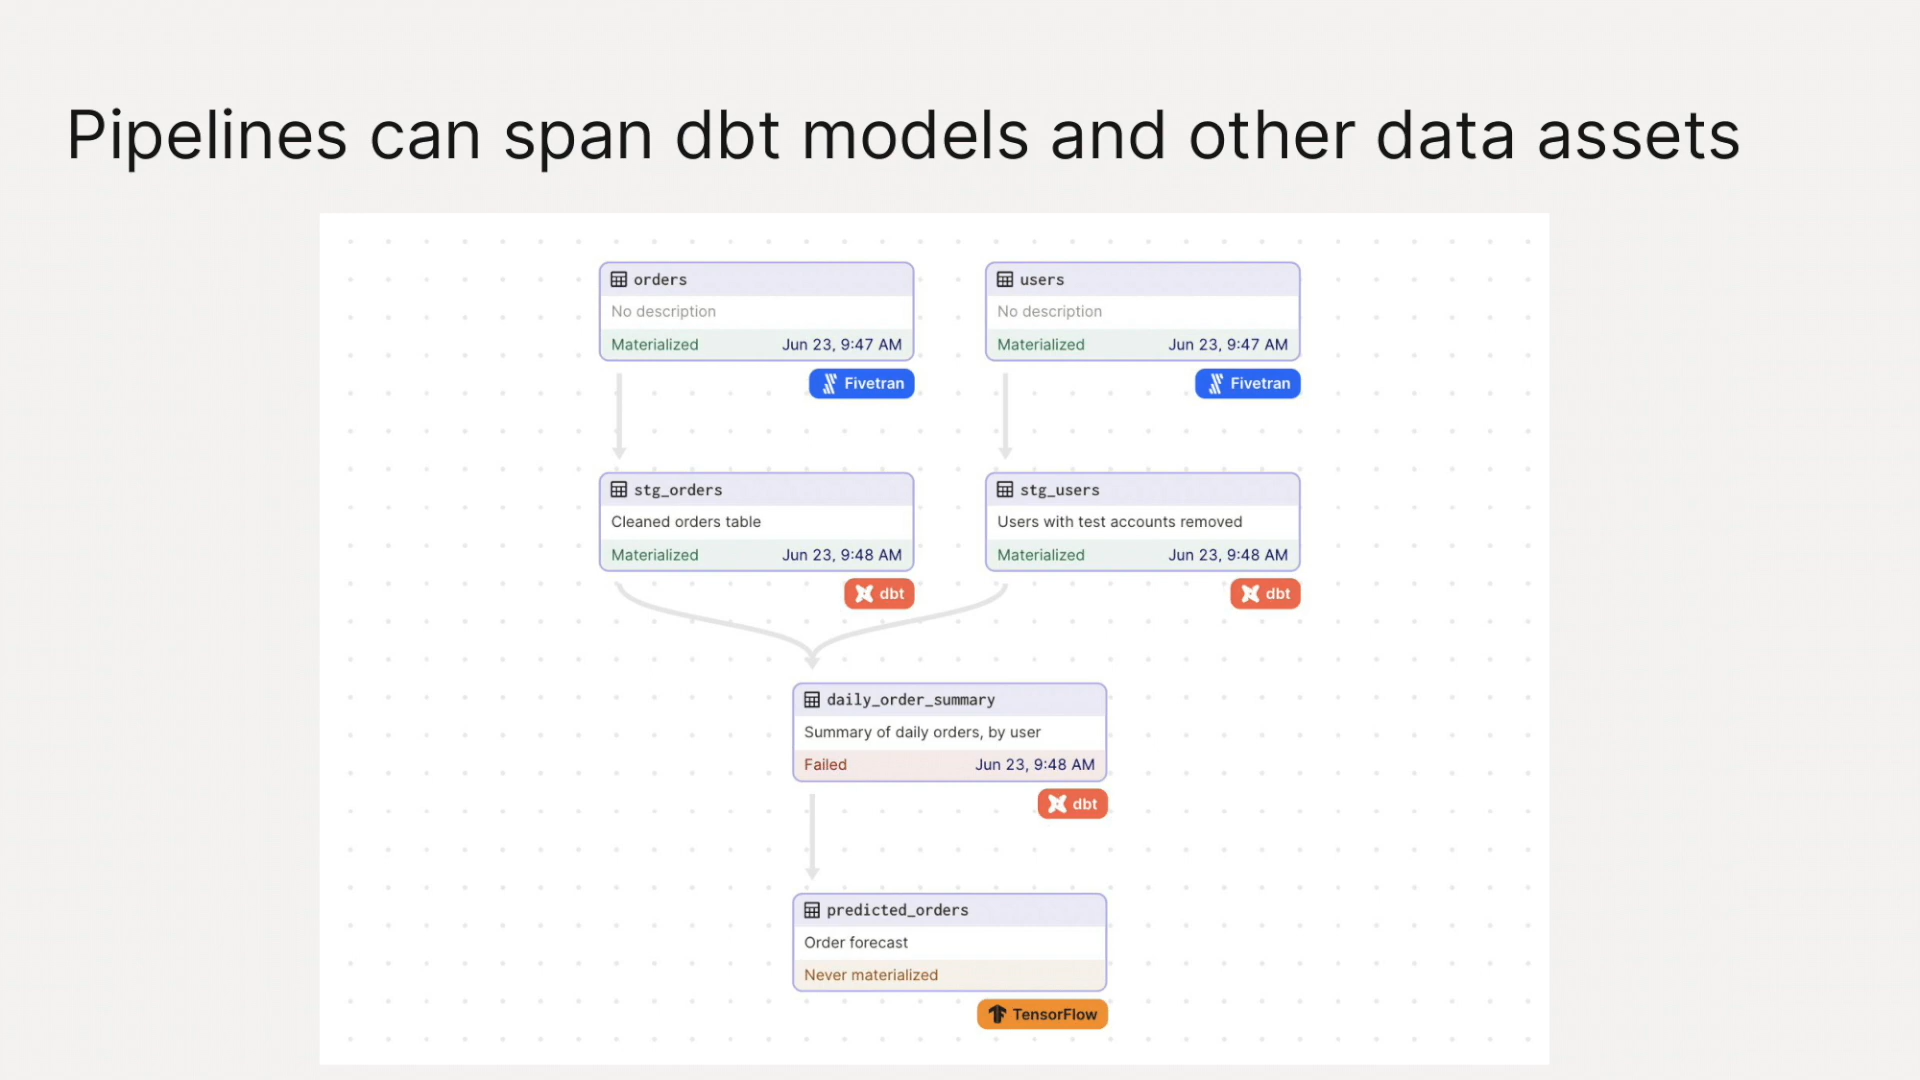 Pipelines can span dbt models and other data assets
orders
No description
Materialized Jun 23, 9:47 AM
Fivetran
users
No description
Materialized Jun 23, 9:47 AM
Fivetran
stg_orders
Cleaned orders table
Materialized Jun 23, 9:48 AM
dbt
stg_users
Users with test accounts removed
Materialized Jun 23, 9:48 AM
dbt
daily_order_summary
Summary of daily orders, by user
Failed Jun 23, 9:48 AM
dbt
predicted_orders
Order forecast
Never materialized
TensorFlow